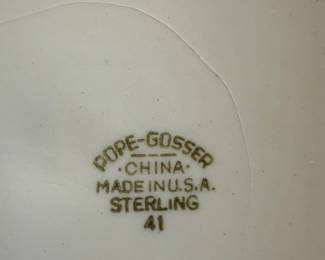 POPE-GOSSER
·CHINA·
MADE IN U.S.A.
STERLING
41